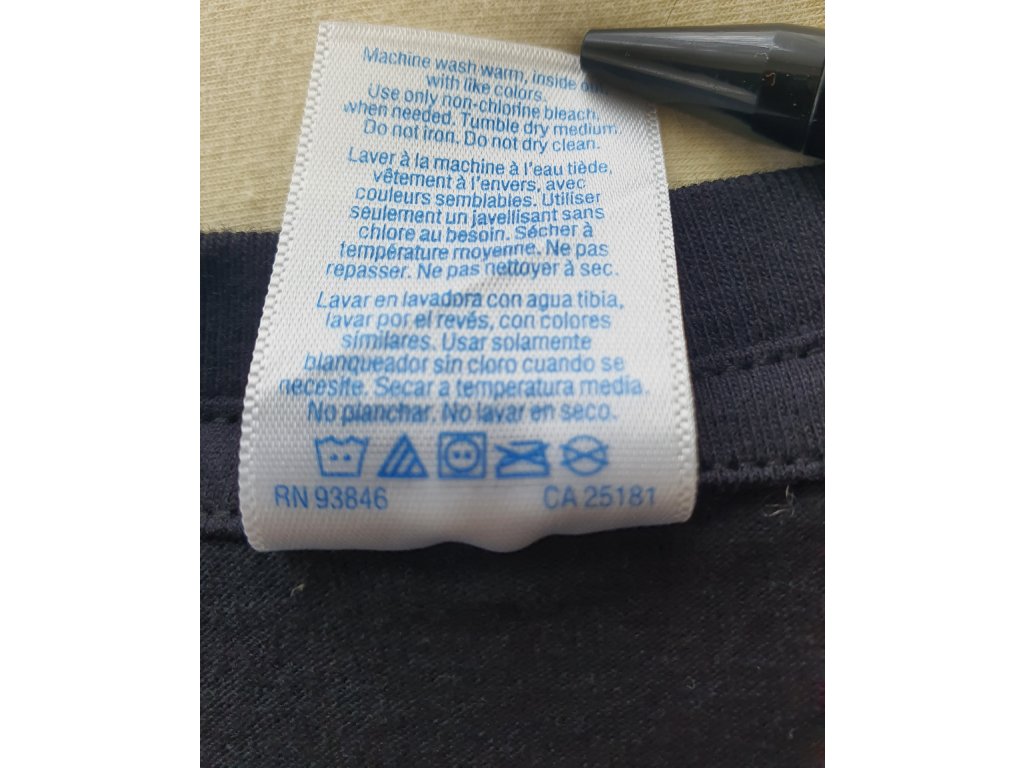 Machine wash warm, inside
with like colors.
Use only non-chlorine bleach,
when needed. Tumble dry medium.
Do not iron. Do not dry clean.
Laver à la machine à l'eau tiède,
vêtement à l'envers, avec
couleurs semblables. Utiliser
seulement un javellisant sans
chlore au besoin. Sécher à
température moyenne. Ne pas
repasser. Ne pas nettoyer à sec.
Lavar en lavadora con agua tibia,
lavar por el revés, con colores
similares. Usar solamente
blanqueador sin cloro cuando se
necesite. Secar a temperatura media.
No planchar. No lavar en seco.
RN 93846 CA 25181